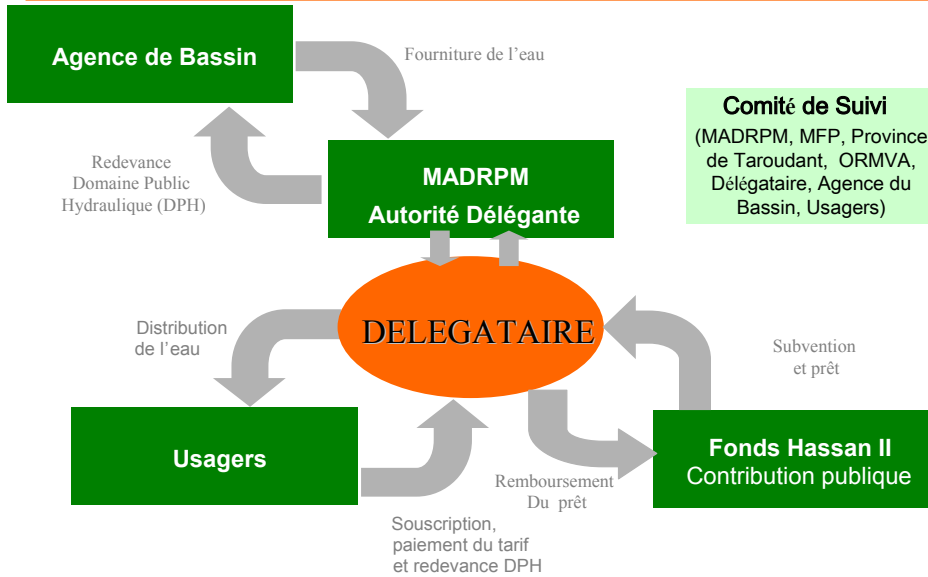 Agence de Bassin
Fourniture de l'eau
Comité de Suivi
(MADRPM, MFP, Province
de Taroudant, ORMVA,
Délégataire, Agence du
Bassin, Usagers)
Redevance
Domaine Public
Hydraulique (DPH)
MADRPM
Autorité Délégante
DELEGATAIRE
Distribution
de l'eau
Subvention
et prêt
Usagers
Fonds Hassan II
Contribution publique
Remboursement
Du prêt
Souscription,
paiement du tarif
et redevance DPH